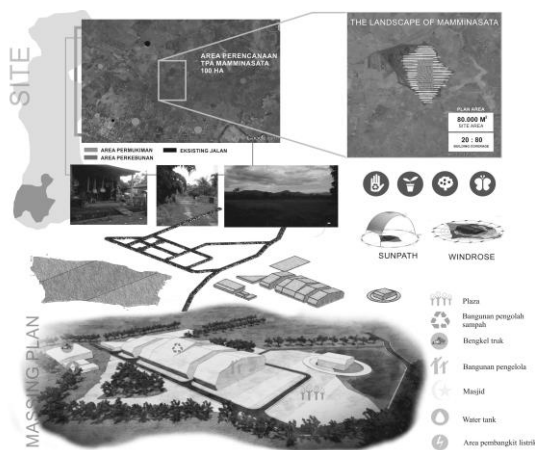 SITE
AREA PERENCANAAN
TPA MAMMINASATA
180 HA
THE LANDSCAPE OF MAMMINASATA
PLAN AREA
80.000 M²
SITE AREA
20 : 80
BUILDING COVERAGE
AREA PERMUKIMAN
EKSISTING JALAN
AREA PERKEBUNAN
SUNPATH
WINDROSE
MASSING PLAN
Plaza
Bangunan pengolah
sampah
Bengkel truk
Bangunan pengelola
Masjid
Water tank
Area pembangkit listrik